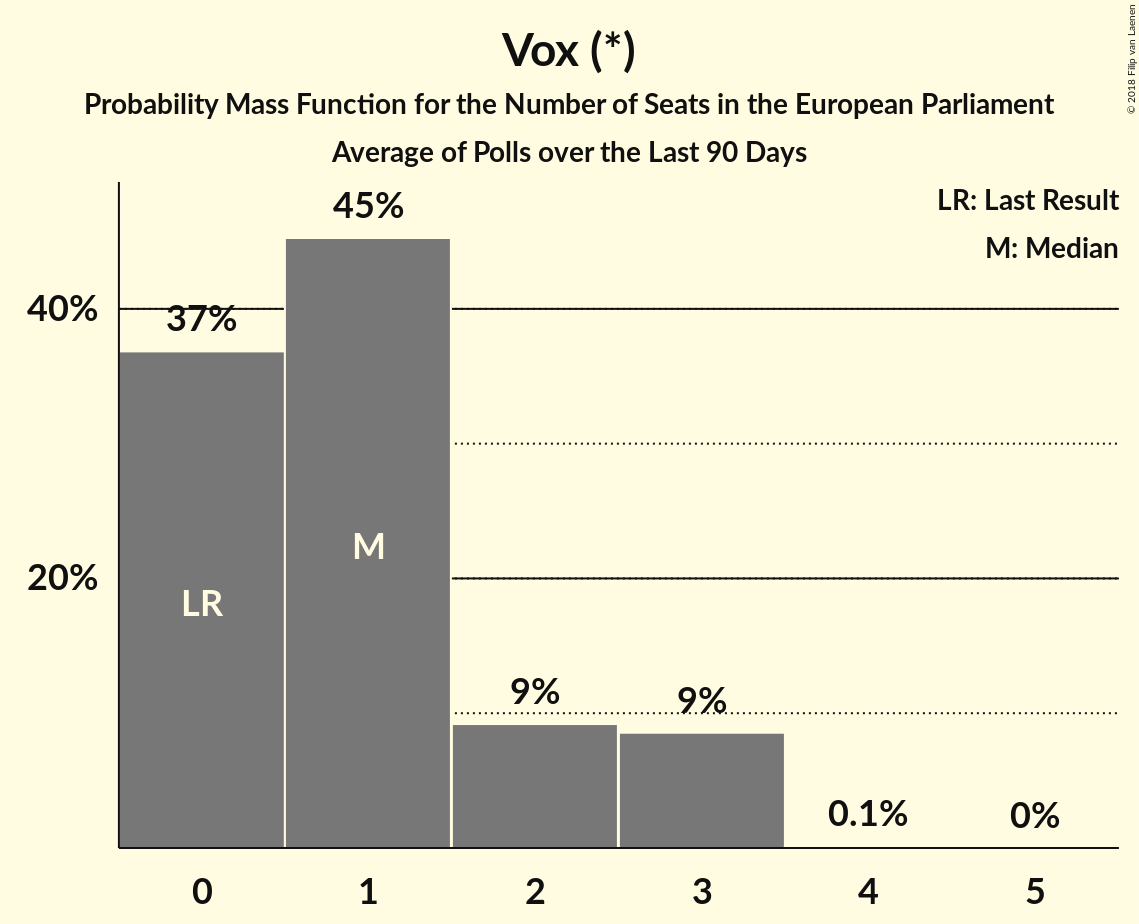 Vox (*)
Probability Mass Function for the Number of Seats in the European Parliament
Average of Polls over the Last 90 Days
© 2018 Filip van Laenen
LR: Last Result
M: Median
45%
40%
37%
M
20%
LR
9%
9%
0.1%
0%
0
1
2
3
4
5